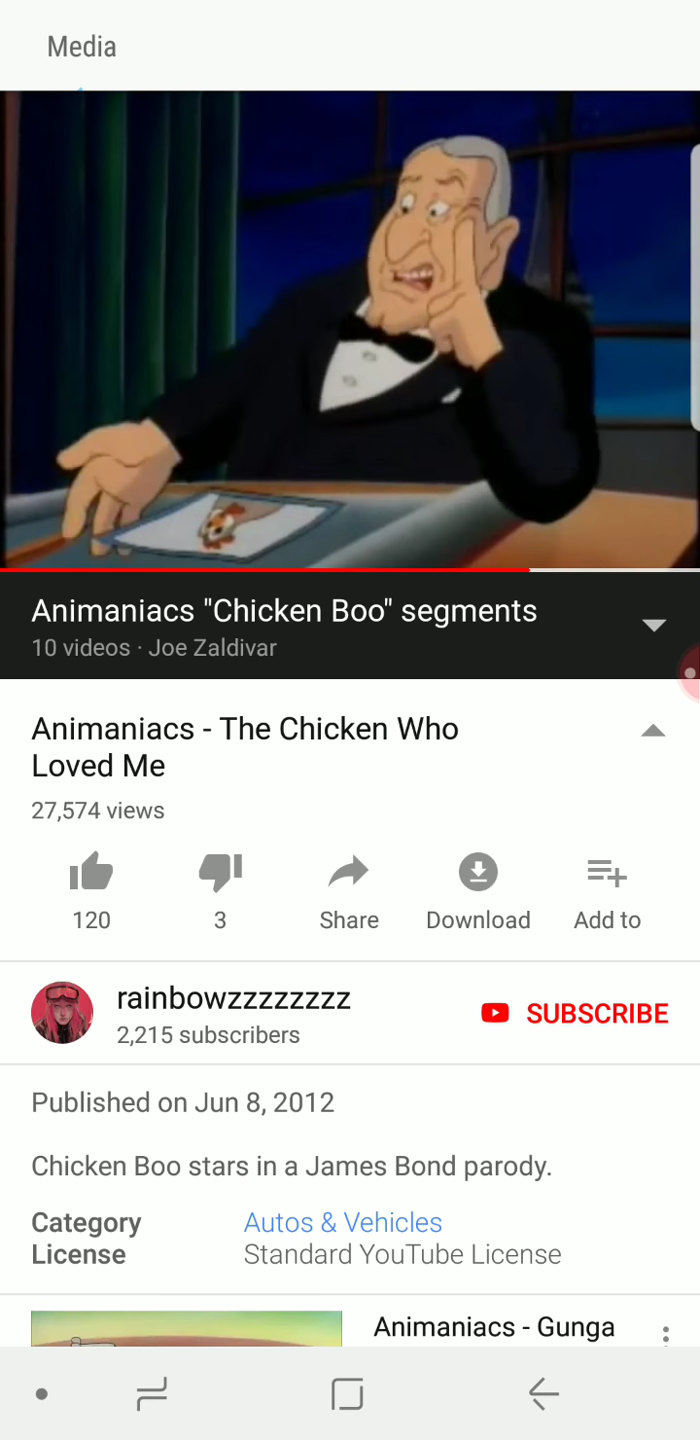 Media
Animaniacs "Chicken Boo" segments
10 videos · Joe Zaldivar
Animaniacs - The Chicken Who
Loved Me
27,574 views
120
3
Share
Download
Add to
rainbowzzzzzzzz
2,215 subscribers
SUBSCRIBE
Published on Jun 8, 2012
Chicken Boo stars in a James Bond parody.
Category Autos & Vehicles
License Standard YouTube License
Animaniacs - Gunga